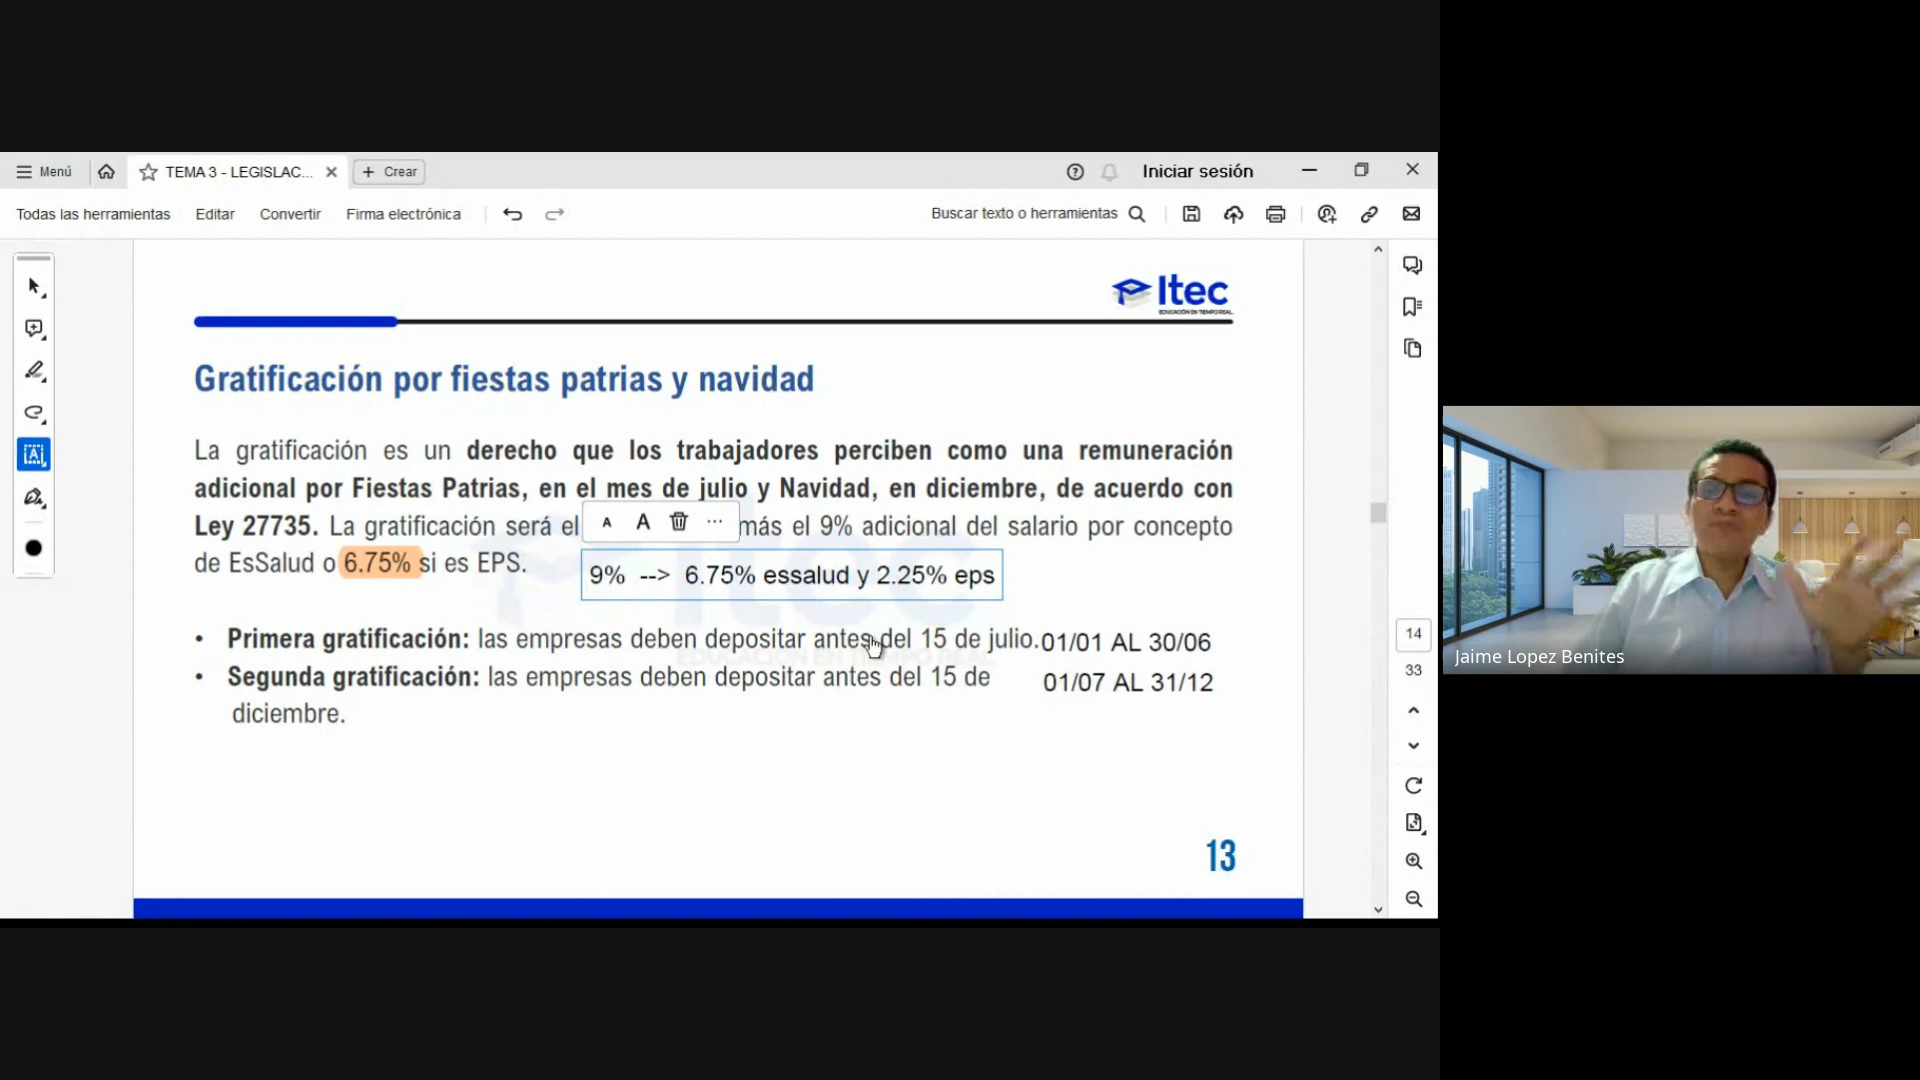 Menú
TEMA 3 - LEGISLAC...
Crear
Iniciar sesión
Todas las herramientas
Editar
Convertir
Firma electrónica
Buscar texto o herramientas
Itec
EDUCACIÓN EN TIEMPO REAL
Gratificación por fiestas patrias y navidad
La gratificación es un derecho que los trabajadores perciben como una remuneración
adicional por Fiestas Patrias, en el mes de julio y Navidad, en diciembre, de acuerdo con
Ley 27735. La gratificación será el más el 9% adicional del salario por concepto
A A ...
de EsSalud o 6.75% si es EPS.
9% --> 6.75% essalud y 2.25% eps
• Primera gratificación: las empresas deben depositar antes del 15 de julio. 01/01 AL 30/06
• Segunda gratificación: las empresas deben depositar antes del 15 de 01/07 AL 31/12
diciembre.
13
14
33
Jaime Lopez Benites